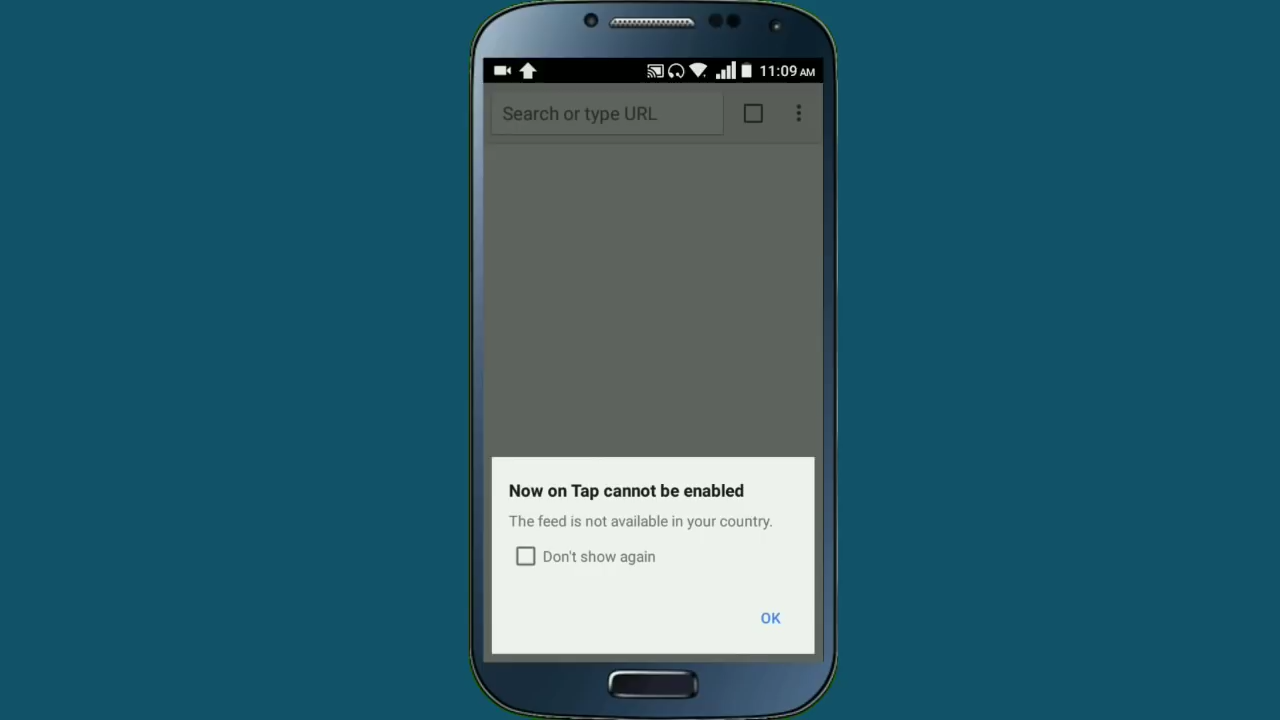 11:09 AM
Search or type URL
Now on Tap cannot be enabled
The feed is not available in your country.
Don't show again
OK